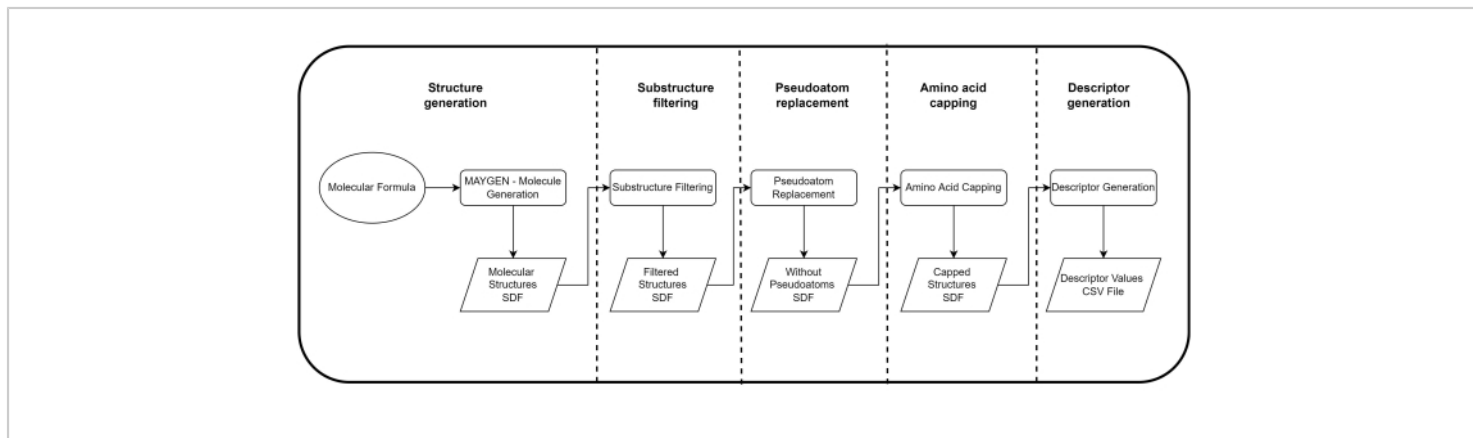 Structure
generation
Substructure
filtering
Pseudoatom
replacement
Amino acid
capping
Descriptor
generation
Molecular Formula
MAYGEN - Molecule
Generation
Substructure Filtering
Pseudoatom
Replacement
Amino Acid Capping
Descriptor Generation
Molecular
Structures
SDF
Filtered
Structures
SDF
Without
Pseudoatoms
SDF
Capped
Structures
SDF
Descriptor Values
CSV File